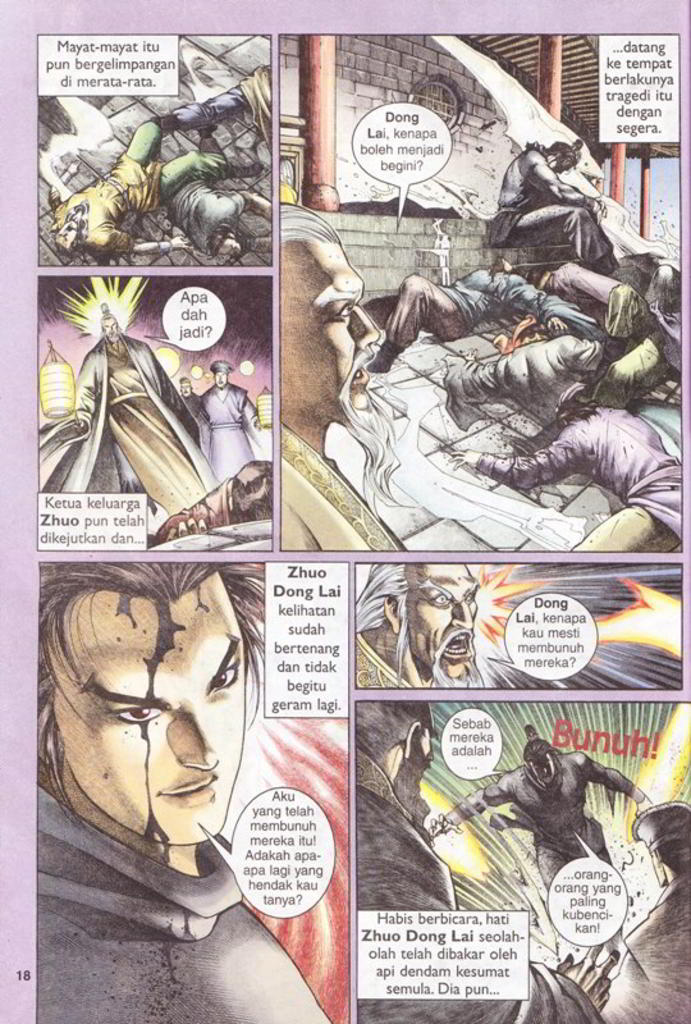 Mayat-mayat itu
pun bergelimpangan
di merata-rata.
Apa
dah
jadi?
Ketua keluarga
Zhuo pun telah
dikejutkan dan...
...datang
ke tempat
berlakunya
tragedi itu
dengan
segera.
Dong
Lai, kenapa
boleh menjadi
begini?
Zhuo
Dong Lai
kelihatan
sudah
bertenang
dan tidak
begitu
geram lagi.
Aku
yang telah
membunuh
mereka itu!
Adakah apa-
apa lagi yang
hendak kau
tanya?
Dong
Lai, kenapa
kau mesti
membunuh
mereka?
Sebab
mereka
adalah
...
Bunuh!
...orang-
orang yang
paling
kubenci-
kan!
Habis berbicara, hati
Zhuo Dong Lai seolah-
olah telah dibakar oleh
api dendam kesumat
semula. Dia pun...
18